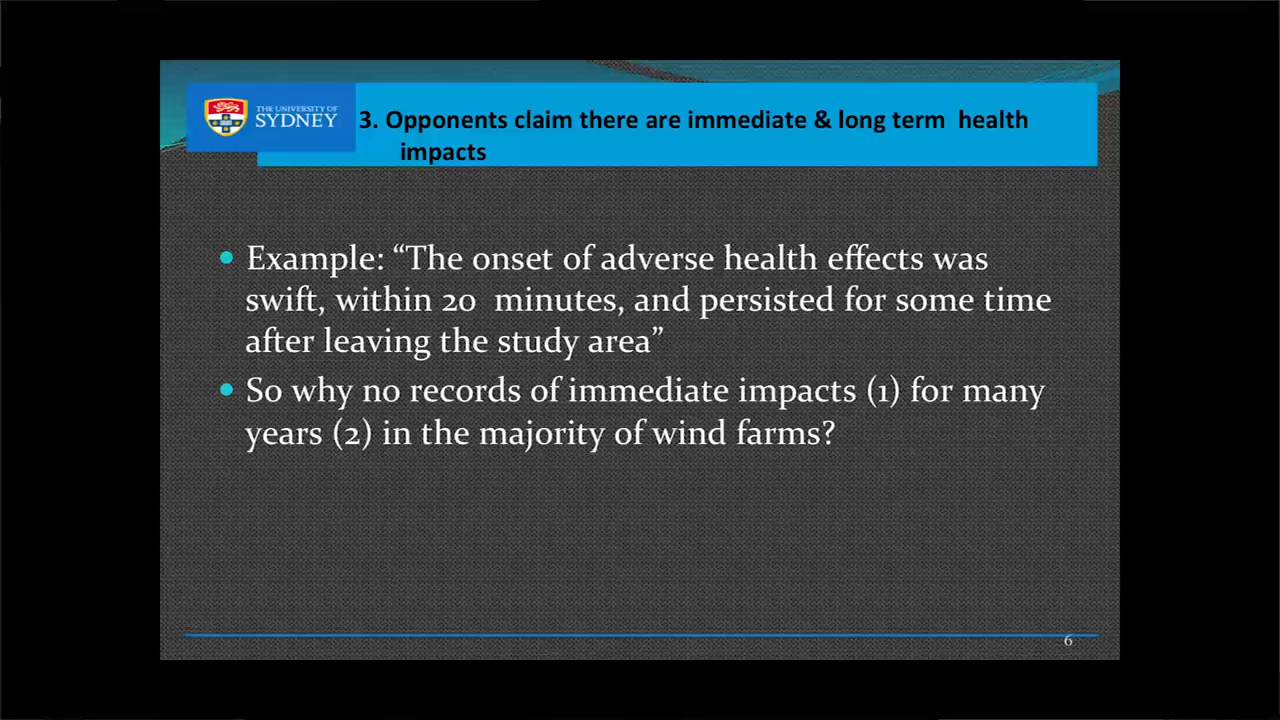 THE UNIVERSITY OF
SYDNEY
3. Opponents claim there are immediate & long term  health
impacts
• Example: “The onset of adverse health effects was
swift, within 20  minutes, and persisted for some time
after leaving the study area”
• So why no records of immediate impacts (1) for many
years (2) in the majority of wind farms?
6